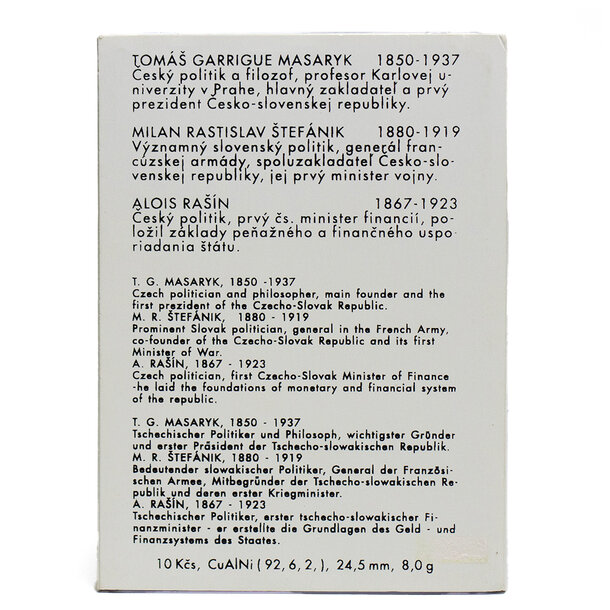 TOMÁŠ GARRIGUE MASARYK 1850-1937
Český politik a filozof, profesor Karlovej u-
niverzity v Prahe, hlavný zakladateľ a prvý
prezident Česko-slovenskej republiky.
MILAN RASTISLAV ŠTEFÁNIK 1880-1919
Významný slovenský politik, generál fran-
cúzskej armády, spoluzakladateľ Česko-slo-
venskej republiky, jej prvý minister vojny.
ALOIS RAŠÍN 1867-1923
Český politik, prvý čs. minister financií, po-
ložil základy peňažného a finančného uspo-
riadania štátu.
T. G. MASARYK, 1850 -1937
Czech politician and philosopher, main founder and the
first prezident of the Czecho-Slovak Republic.
M. R. ŠTEFÁNIK, 1880 - 1919
Prominent Slovak politician, general in the French Army,
co-founder of the Czecho-Slovak Republic and its first
Minister of War.
A. RAŠÍN, 1867 - 1923
Czech politician, first Czecho-Slovak Minister of Finance
-he laid the foundations of monetary and financial system
of the republic.
T. G. MASARYK, 1850 - 1937
Tschechischer Politiker und Philosoph, wichtigster Gründer
und erster Präsident der Tschecho-slowakischen Republik.
M. R. ŠTEFÁNIK, 1880 - 1919
Bedeutender slowakischer Politiker, General der Französi-
schen Armee, Mitbegründer der Tschecho-slowakischen Re-
publik und deren erster Kriegminister.
A. RAŠÍN, 1867 - 1923
Tschechischer Politiker, erster tschecho-slowakischer Fi-
nanzminister - er erstellte die Grundlagen des Geld - und
Finanzsystems des Staates.
10 Kčs, CuAlNi ( 92, 6, 2, ), 24,5 mm, 8,0 g